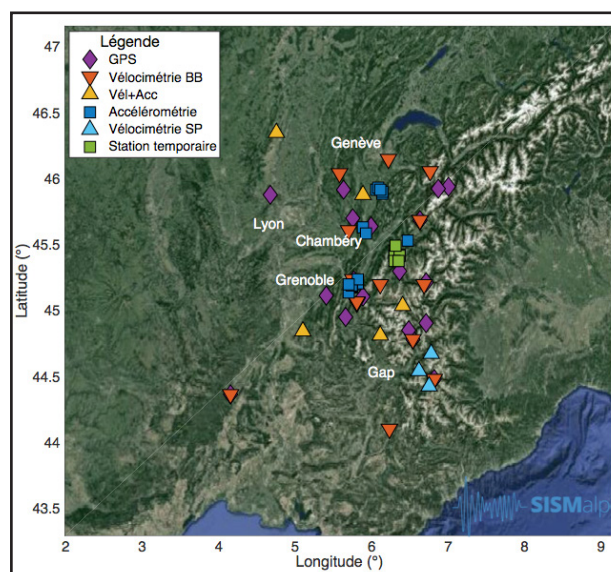 Légende
GPS
Vélocimétrie BB
Vél+Acc
Accélérométrie
Vélocimétrie SP
Station temporaire
Genève
Lyon
Chambéry
Grenoble
Gap
SISMalp
47
46.5
46
45.5
45
44.5
44
43.5
Latitude (°)
2
3
4
5
6
7
8
9
Longitude (°)